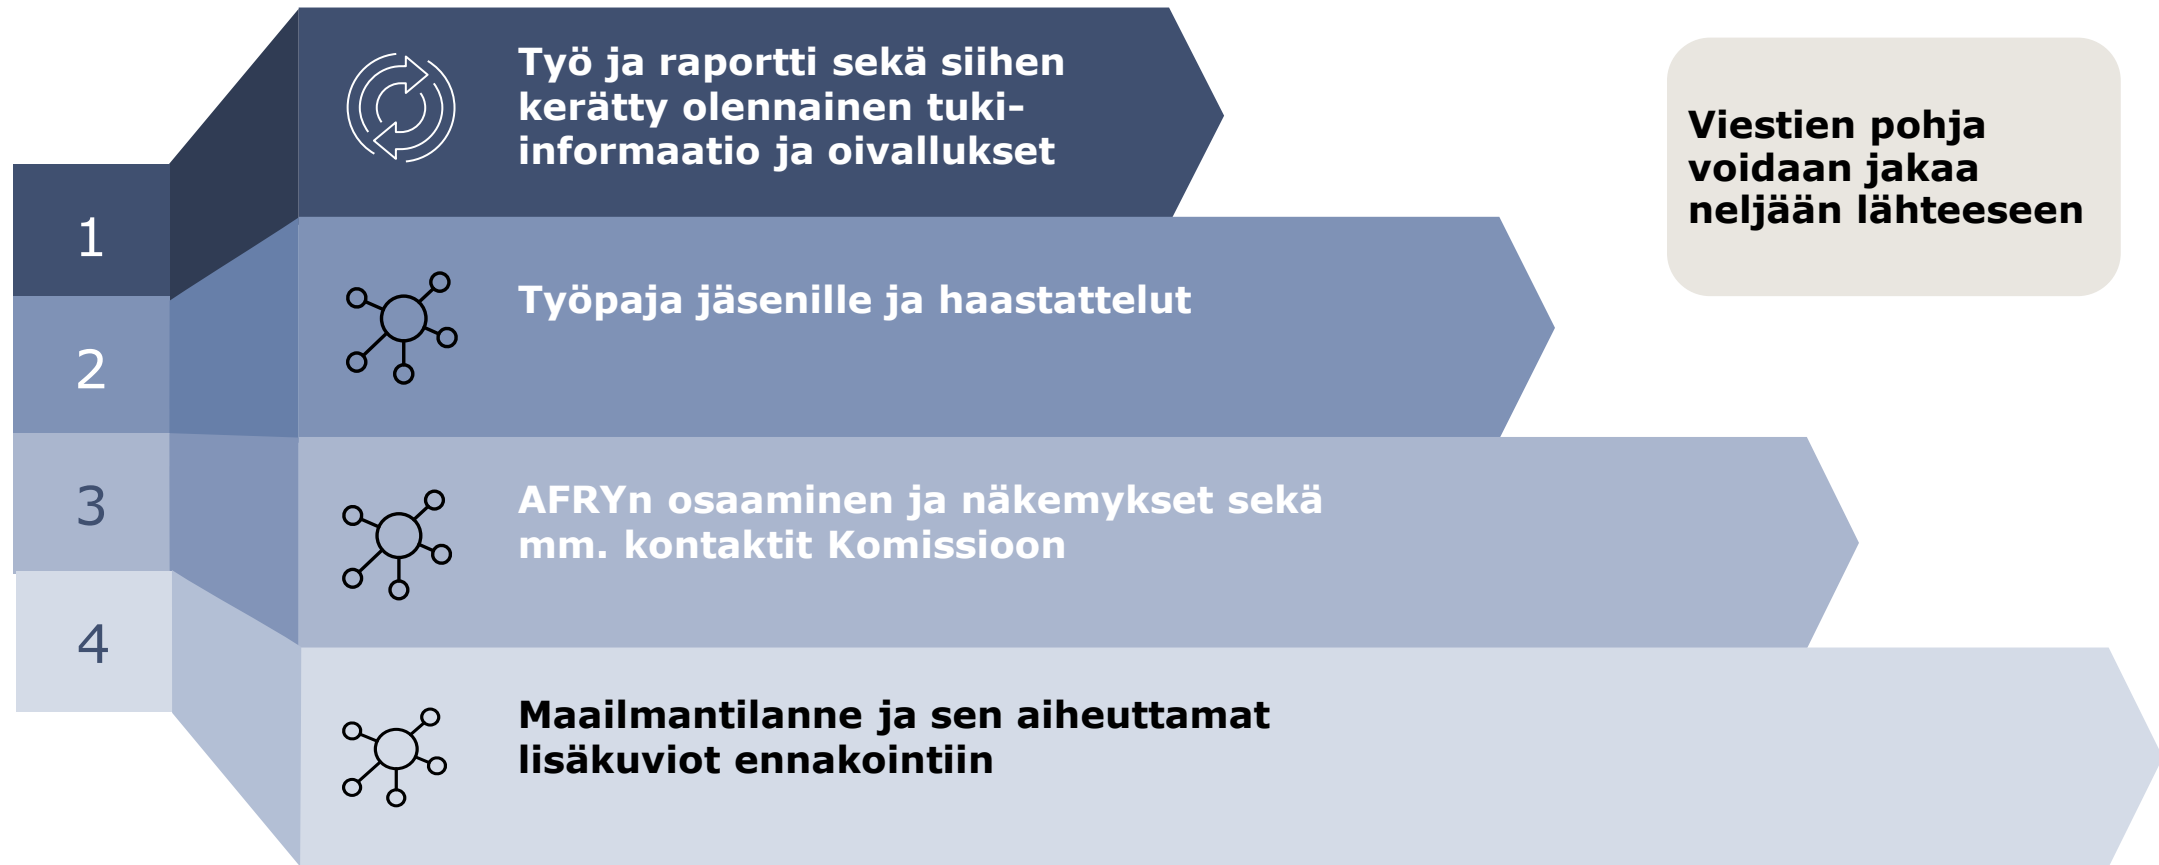 1
Työ ja raportti sekä siihen
kerätty olennainen tuki-
informaatio ja oivallukset
Viestien pohja
voidaan jakaa
neljään lähteeseen
2
Työpaja jäsenille ja haastattelut
3
AFRYn osaaminen ja näkemykset sekä
mm. kontaktit Komissioon
4
Maailmantilanne ja sen aiheuttamat
lisäkuviot ennakointiin